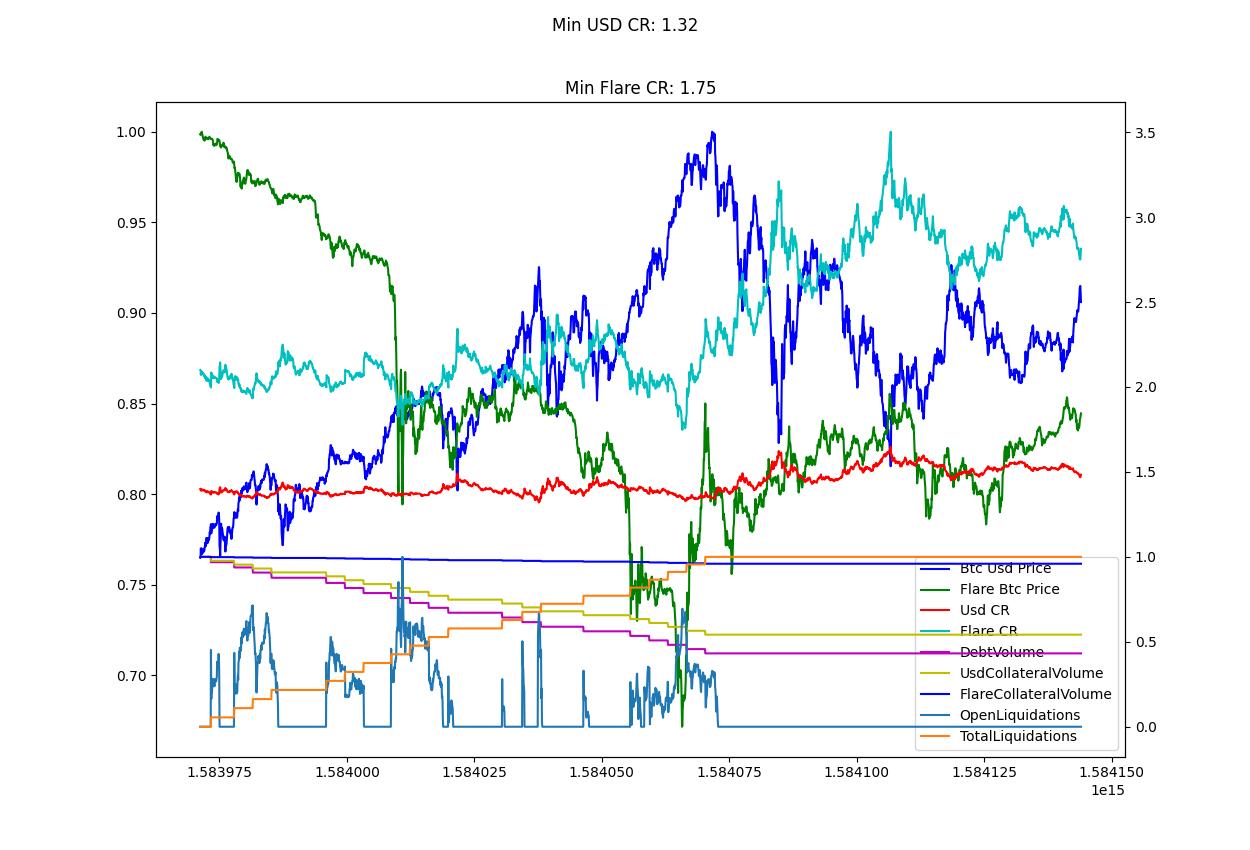 Min USD CR: 1.32
Min Flare CR: 1.75
1.00
0.95
0.90
0.85
0.80
0.75
0.70
3.5
3.0
2.5
2.0
1.5
1.0
0.5
0.0
Btc Usd Price
Flare Btc Price
Usd CR
Flare CR
DebtVolume
UsdCollateralVolume
FlareCollateralVolume
OpenLiquidations
TotalLiquidations
1.583975 1.584000 1.584025 1.584050 1.584075 1.584100 1.584125 1.584150
1e15